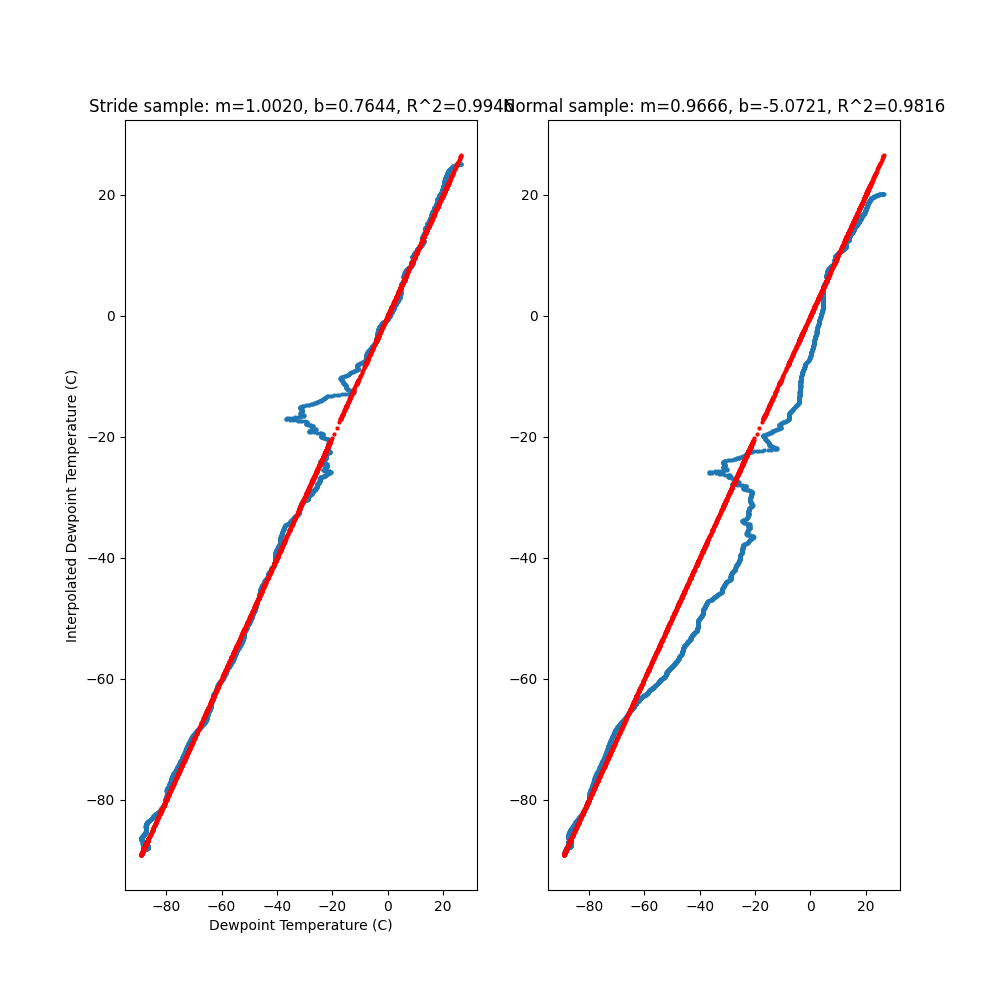 Stride sample: m=1.0020, b=0.7644, R^2=0.9946
Normal sample: m=0.9666, b=-5.0721, R^2=0.9816
Interpolated Dewpoint Temperature (C)
20
0
−20
−40
−60
−80
−80 −60 −40 −20 0 20
Dewpoint Temperature (C)
20
0
−20
−40
−60
−80
−80 −60 −40 −20 0 20